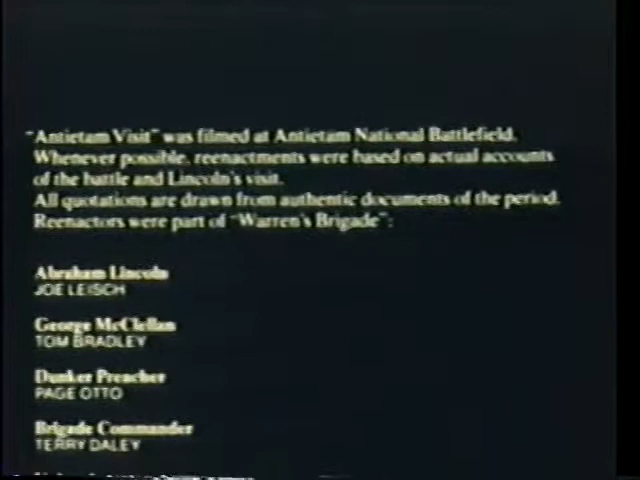 "Antietam Visit" was filmed at Antietam National Battlefield.
Whenever possible, reenactments were based on actual accounts
of the battle and Lincoln's visit.
All quotations are drawn from authentic documents of the period.
Reenactors were part of "Warren's Brigade":
Abraham Lincoln
JOE LEISCH
George McClellan
TOM BRADLEY
Dunker Preacher
PAGE OTTO
Brigade Commander
TERRY DALEY